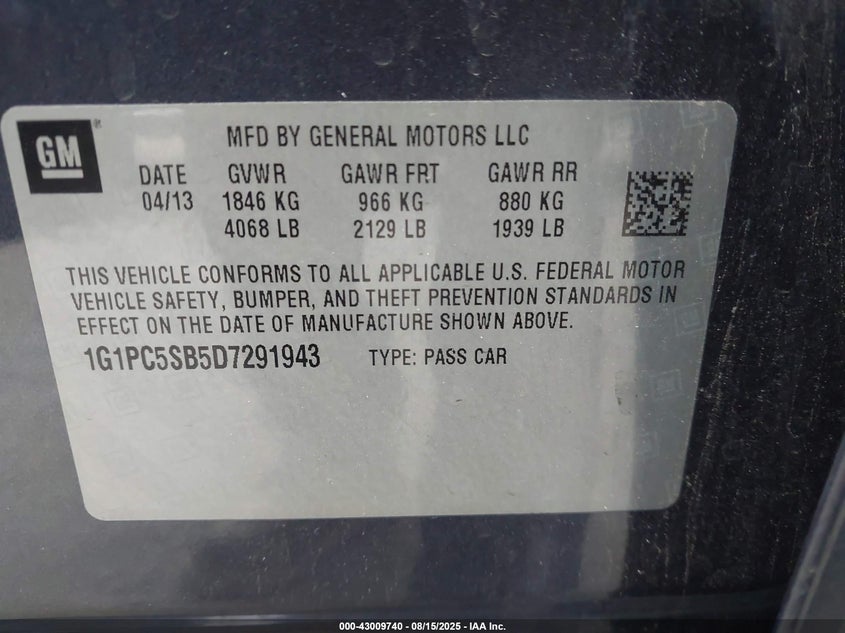 GM ®
MFD BY GENERAL MOTORS LLC
DATE GVWR GAWR FRT GAWR RR
04/13 1846 KG 966 KG 880 KG
4068 LB 2129 LB 1939 LB
THIS VEHICLE CONFORMS TO ALL APPLICABLE U.S. FEDERAL MOTOR
VEHICLE SAFETY, BUMPER, AND THEFT PREVENTION STANDARDS IN
EFFECT ON THE DATE OF MANUFACTURE SHOWN ABOVE.
1G1PC5SB5D7291943 TYPE: PASS CAR
000-43009740 - 08/15/2025 - IAA Inc.